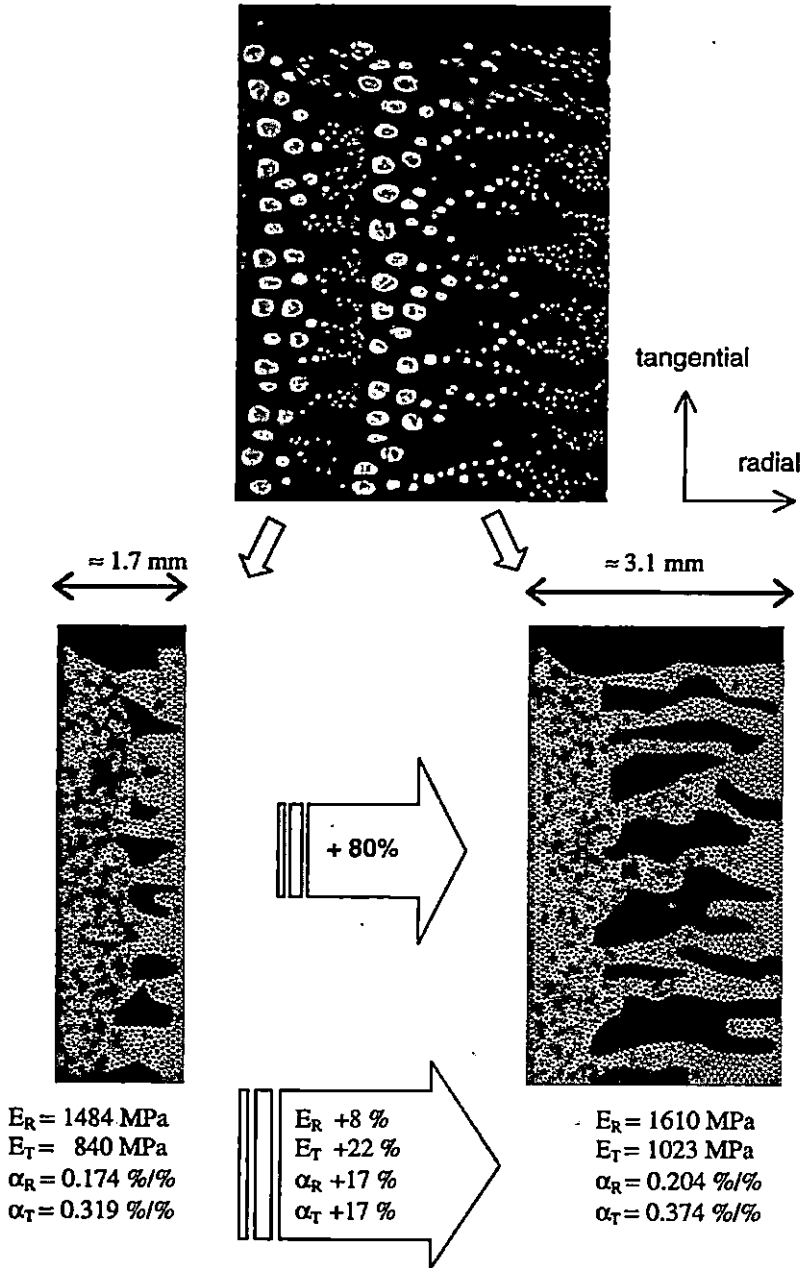 tangential
radial
≈ 1.7 mm
≈ 3.1 mm
+ 80%
E_R = 1484 MPa
E_T = 840 MPa
α_R = 0.174 %/%
α_T = 0.319 %/%
E_R +8 %
E_T +22 %
α_R +17 %
α_T +17 %
E_R = 1610 MPa
E_T = 1023 MPa
α_R = 0.204 %/%
α_T = 0.374 %/%